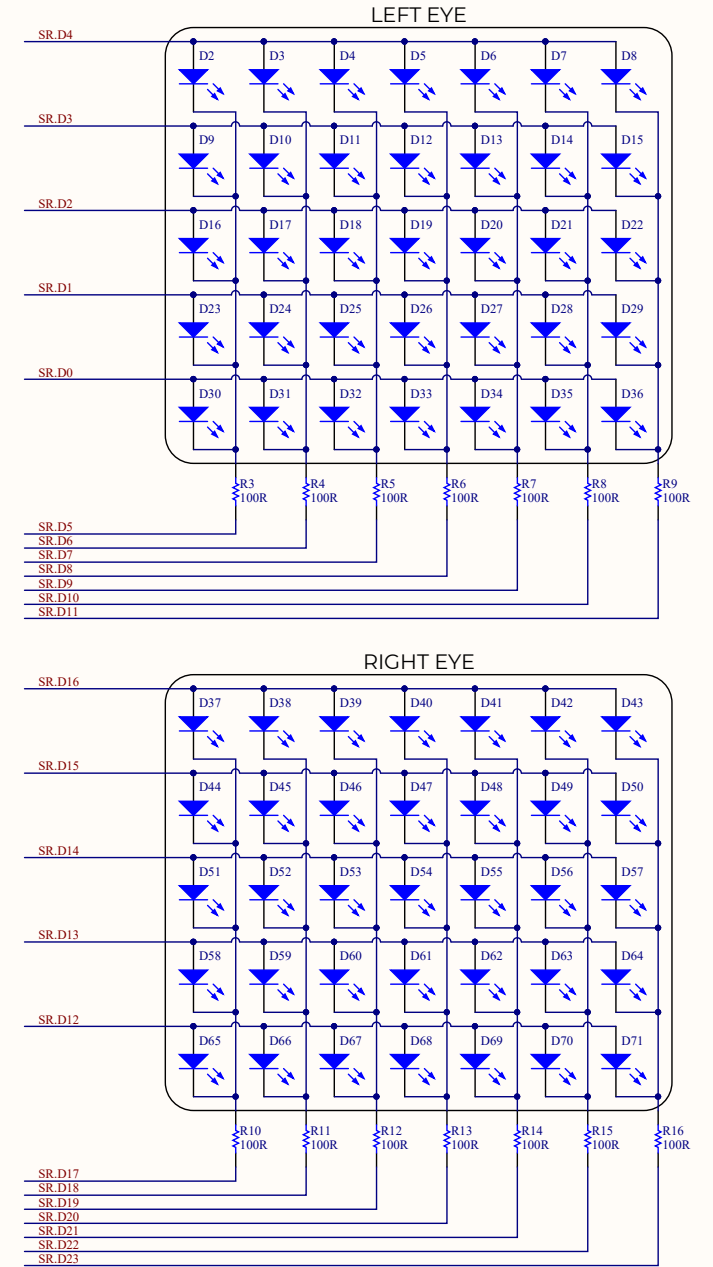 LEFT EYE
SR.D4
D2 D3 D4 D5 D6 D7 D8
SR.D3
D9 D10 D11 D12 D13 D14 D15
SR.D2
D16 D17 D18 D19 D20 D21 D22
SR.D1
D23 D24 D25 D26 D27 D28 D29
SR.D0
D30 D31 D32 D33 D34 D35 D36
R3 R4 R5 R6 R7 R8 R9
100R 100R 100R 100R 100R 100R 100R
SR.D5
SR.D6
SR.D7
SR.D8
SR.D9
SR.D10
SR.D11
RIGHT EYE
SR.D16
D37 D38 D39 D40 D41 D42 D43
SR.D15
D44 D45 D46 D47 D48 D49 D50
SR.D14
D51 D52 D53 D54 D55 D56 D57
SR.D13
D58 D59 D60 D61 D62 D63 D64
SR.D12
D65 D66 D67 D68 D69 D70 D71
R10 R11 R12 R13 R14 R15 R16
100R 100R 100R 100R 100R 100R 100R
SR.D17
SR.D18
SR.D19
SR.D20
SR.D21
SR.D22
SR.D23